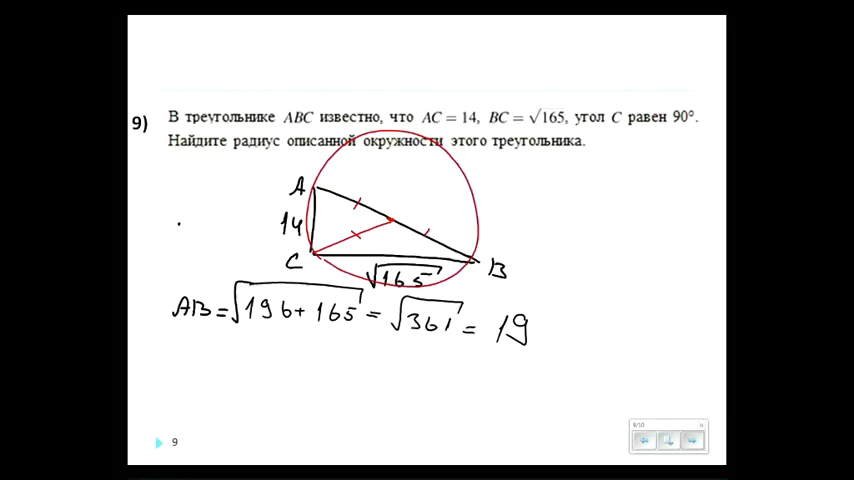 9) В треугольнике ABC известно, что AC = 14, BC = √165, угол C равен 90°.
Найдите радиус описанной окружности этого треугольника.
A
14
C
B
√165
AB = √196 + 165 = √361 = 19
9
9/10